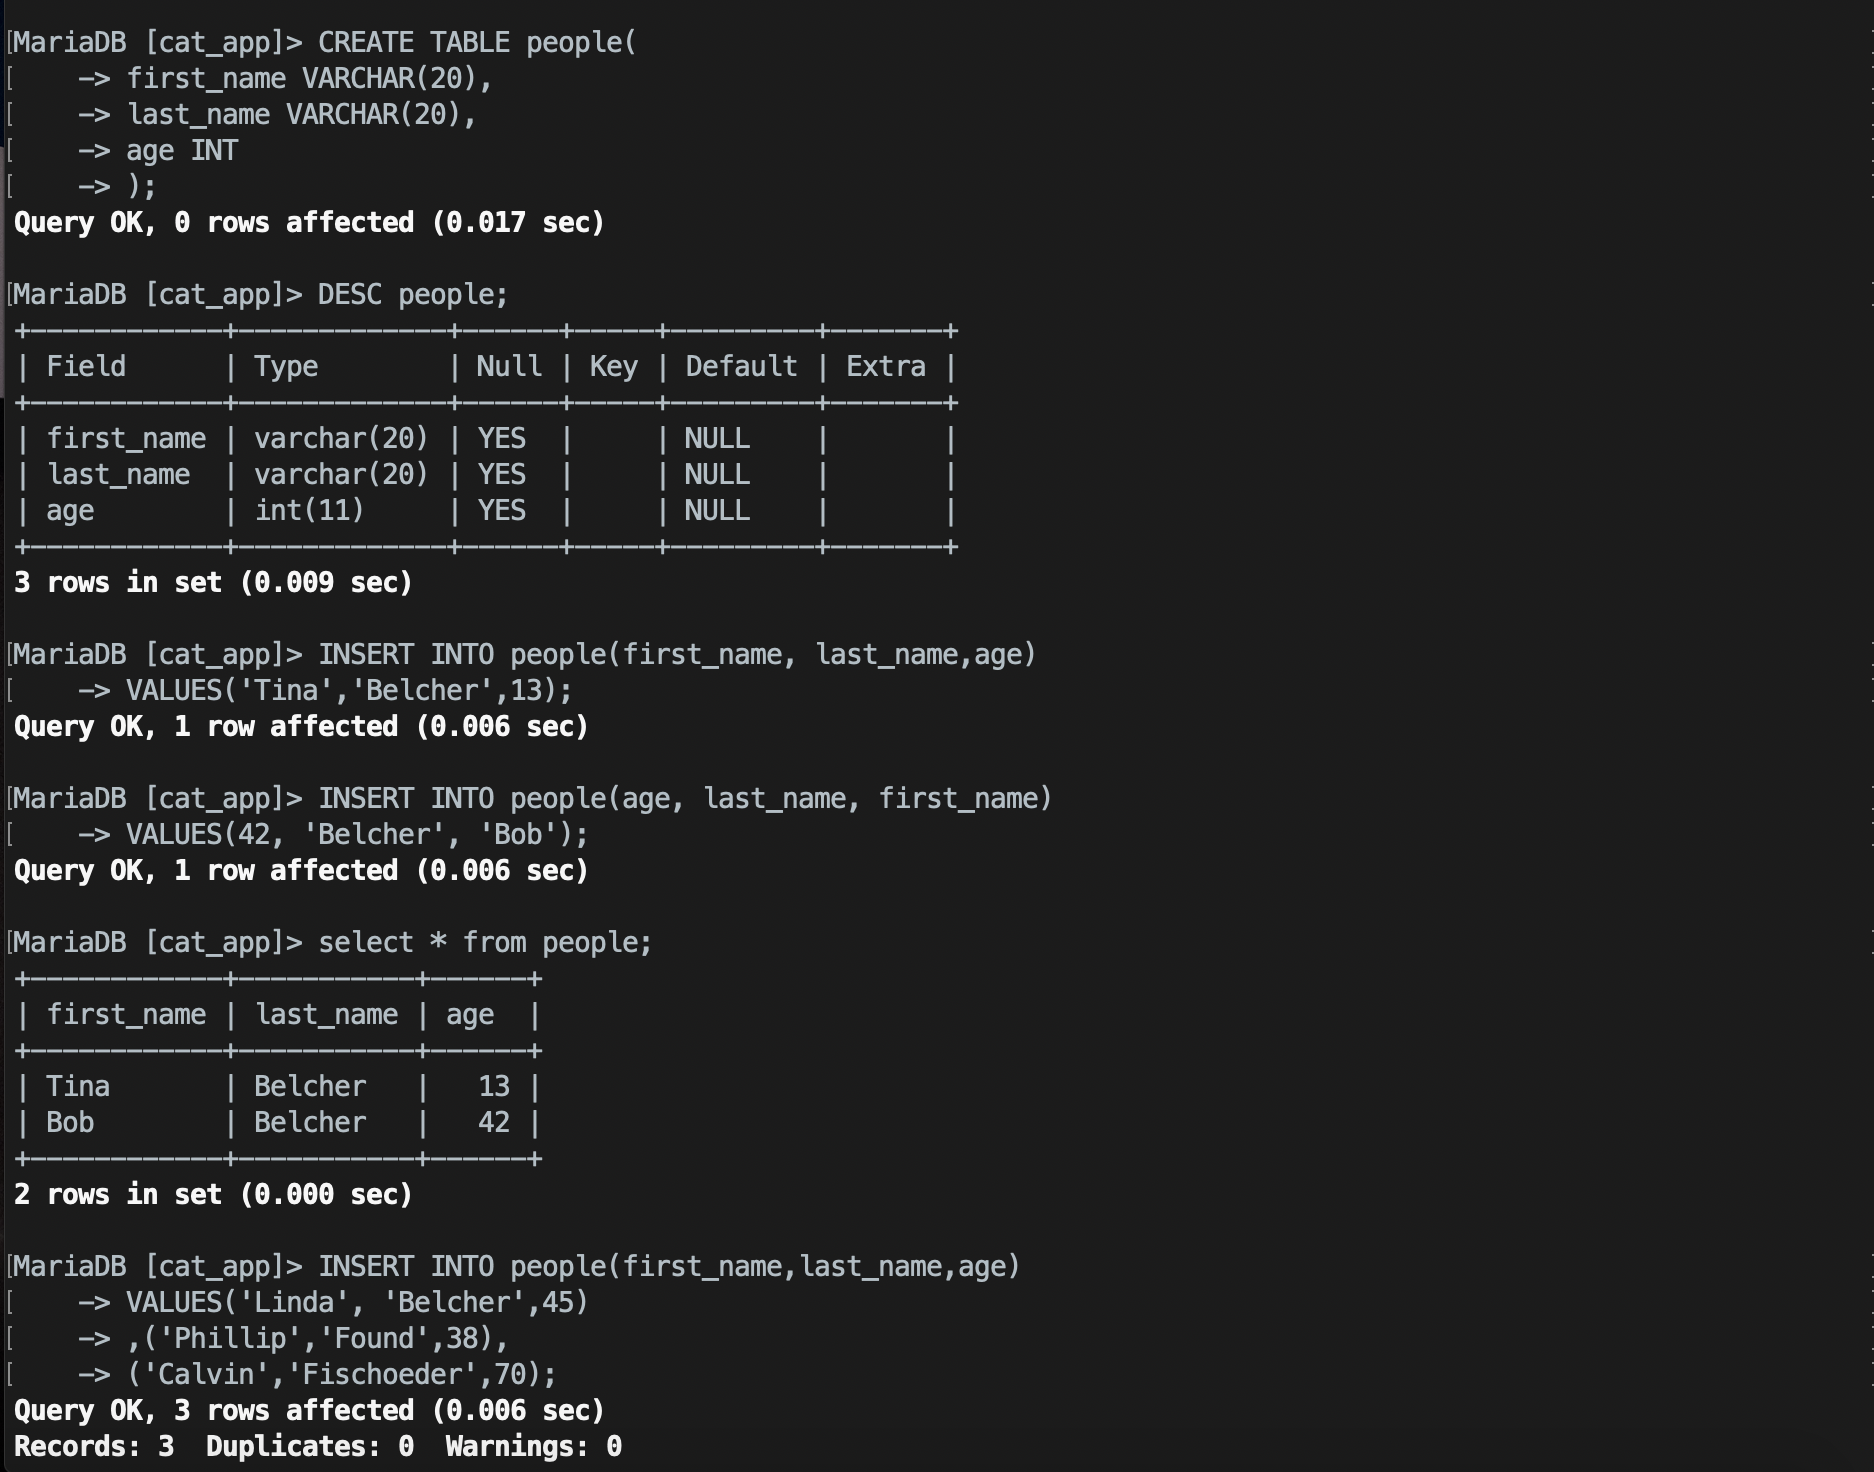 [MariaDB [cat_app]> CREATE TABLE people(
[    -> first_name VARCHAR(20),
[    -> last_name VARCHAR(20),
[    -> age INT
[    -> );
Query OK, 0 rows affected (0.017 sec)

[MariaDB [cat_app]> DESC people;
+------------+-------------+------+-----+---------+-------+
| Field      | Type        | Null | Key | Default | Extra |
+------------+-------------+------+-----+---------+-------+
| first_name | varchar(20) | YES  |     | NULL    |       |
| last_name  | varchar(20) | YES  |     | NULL    |       |
| age        | int(11)     | YES  |     | NULL    |       |
+------------+-------------+------+-----+---------+-------+
3 rows in set (0.009 sec)

[MariaDB [cat_app]> INSERT INTO people(first_name, last_name,age)
[    -> VALUES('Tina','Belcher',13);
Query OK, 1 row affected (0.006 sec)

[MariaDB [cat_app]> INSERT INTO people(age, last_name, first_name)
[    -> VALUES(42, 'Belcher', 'Bob');
Query OK, 1 row affected (0.006 sec)

[MariaDB [cat_app]> select * from people;
+------------+-----------+------+
| first_name | last_name | age  |
+------------+-----------+------+
| Tina       | Belcher   |   13 |
| Bob        | Belcher   |   42 |
+------------+-----------+------+
2 rows in set (0.000 sec)

[MariaDB [cat_app]> INSERT INTO people(first_name,last_name,age)
[    -> VALUES('Linda', 'Belcher',45)
[    -> ,('Phillip','Found',38),
[    -> ('Calvin','Fischoeder',70);
Query OK, 3 rows affected (0.006 sec)
Records: 3  Duplicates: 0  Warnings: 0